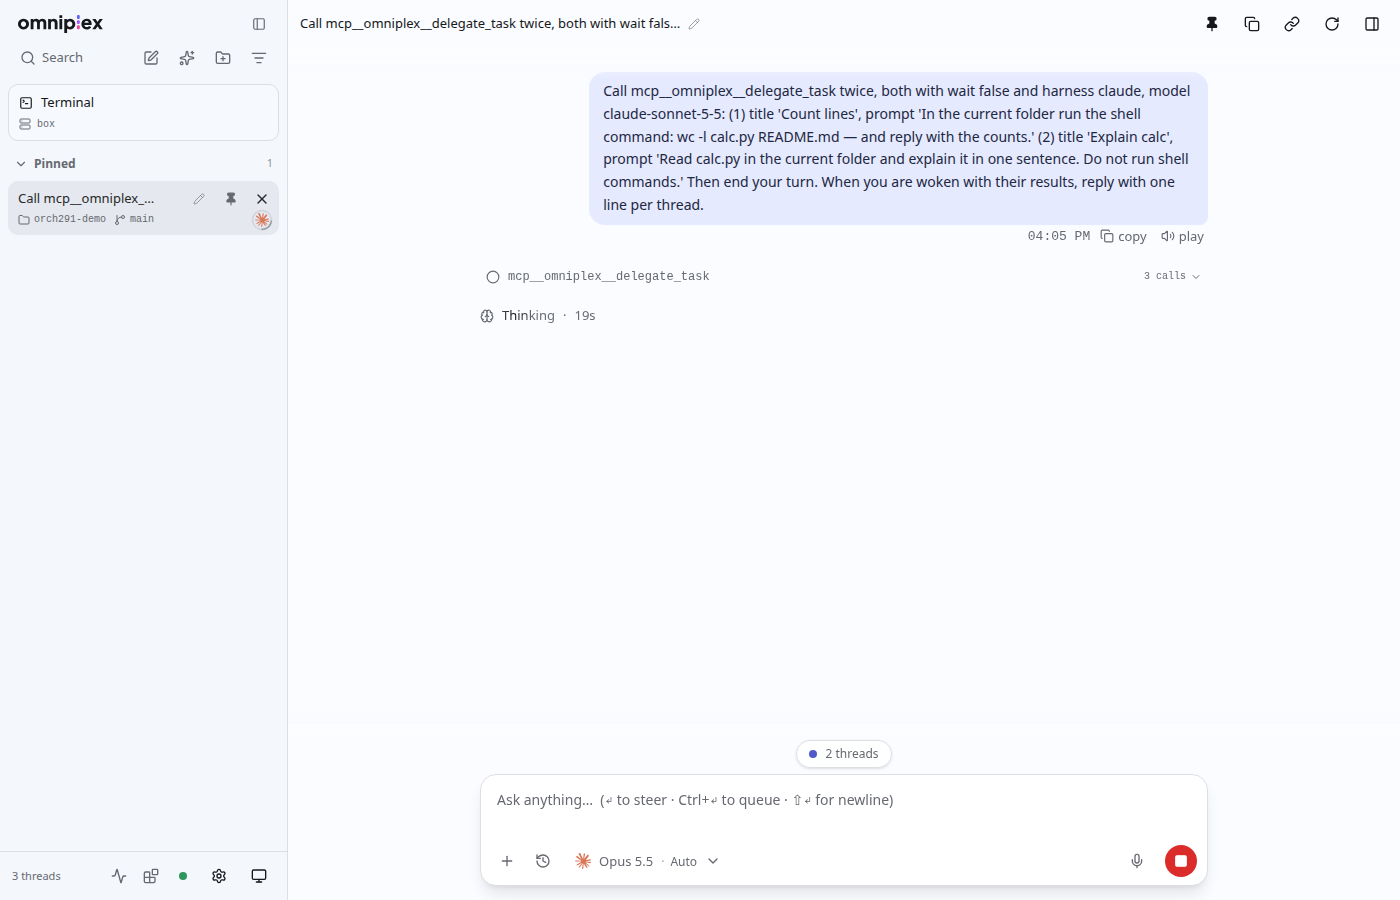 omniplex
Search
Terminal
box
Pinned
1
Call mcp__omniplex_...
orch291-demo
main
3 threads
Call mcp__omniplex__delegate_task twice, both with wait fals...
Call mcp__omniplex__delegate_task twice, both with wait false and harness claude, model
claude-sonnet-5-5: (1) title 'Count lines', prompt 'In the current folder run the shell
command: wc -l calc.py README.md — and reply with the counts.' (2) title 'Explain calc',
prompt 'Read calc.py in the current folder and explain it in one sentence. Do not run shell
commands.' Then end your turn. When you are woken with their results, reply with one
line per thread.
04:05 PM copy play
mcp__omniplex__delegate_task
3 calls
Thinking · 19s
2 threads
Ask anything... (↲ to steer · Ctrl+↲ to queue · ⇧↲ for newline)
Opus 5.5 · Auto